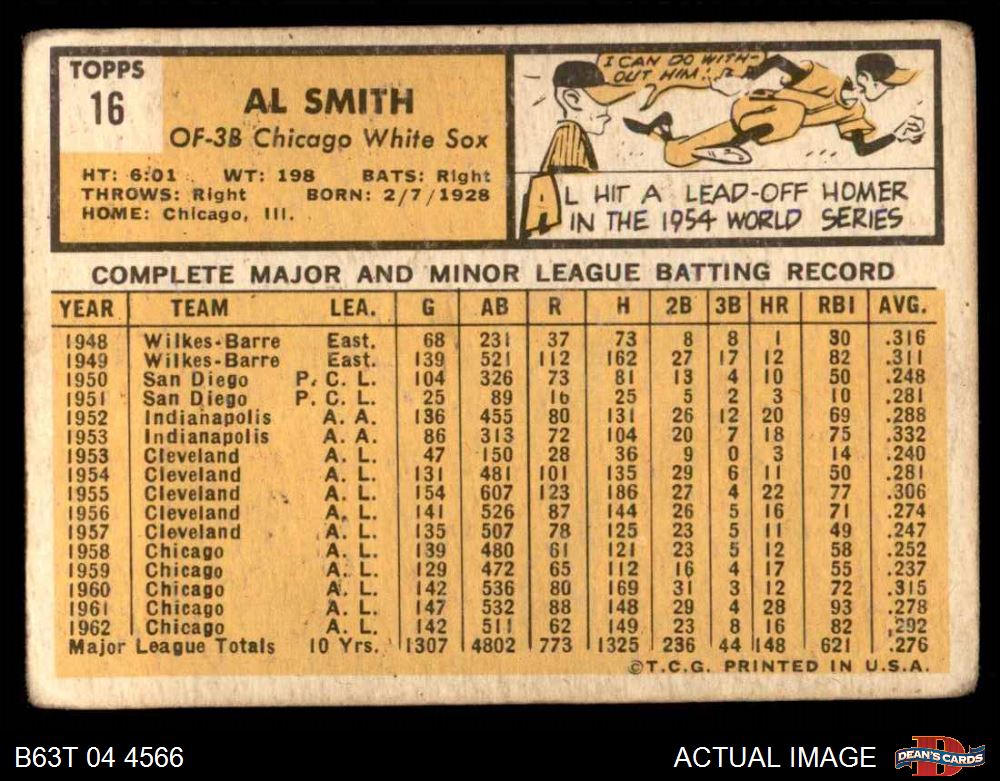 TOPPS
16
AL SMITH
OF-3B Chicago White Sox
HT: 6:01 WT: 198 BATS: Right
THROWS: Right BORN: 2/7/1928
HOME: Chicago, Ill.
I CAN DO WITH-
OUT HIM!
AL HIT A LEAD-OFF HOMER
IN THE 1954 WORLD SERIES
COMPLETE MAJOR AND MINOR LEAGUE BATTING RECORD
YEAR TEAM LEA. G AB R H 2B 3B HR RBI AVG.
1948 Wilkes-Barre East. 68 231 37 73 8 8 1 30 .316
1949 Wilkes-Barre East. 139 521 112 162 27 17 12 82 .311
1950 San Diego P. C. L. 104 326 73 81 13 4 10 50 .248
1951 San Diego P. C. L. 25 89 16 25 5 2 3 10 .281
1952 Indianapolis A. A. 136 455 80 131 26 12 20 69 .288
1953 Indianapolis A. A. 86 313 72 104 20 7 18 75 .332
1953 Cleveland A. L. 47 150 28 36 9 0 3 14 .240
1954 Cleveland A. L. 131 481 101 135 29 6 11 50 .281
1955 Cleveland A. L. 154 607 123 186 27 4 22 77 .306
1956 Cleveland A. L. 141 526 87 144 26 5 16 71 .274
1957 Cleveland A. L. 135 507 78 125 23 5 11 49 .247
1958 Chicago A. L. 139 480 61 121 23 5 12 58 .252
1959 Chicago A. L. 129 472 65 112 16 4 17 55 .237
1960 Chicago A. L. 142 536 80 169 31 3 12 72 .315
1961 Chicago A. L. 147 532 88 148 29 4 28 93 .278
1962 Chicago A. L. 142 511 62 149 23 8 16 82 .292
Major League Totals 10 Yrs. 1307 4802 773 1325 236 44 148 621 .276
©T.C.G. PRINTED IN U.S.A.
B63T 04 4566
ACTUAL IMAGE
D
DEAN'S CARDS